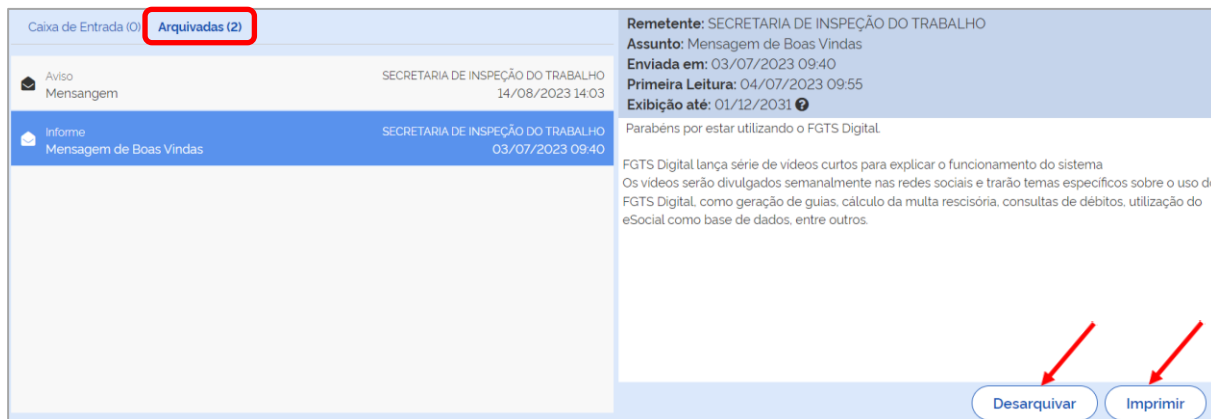 Caixa de Entrada (0) Arquivadas (2)
Aviso SECRETARIA DE INSPEÇÃO DO TRABALHO
Mensangem 14/08/2023 14:03
Informe SECRETARIA DE INSPEÇÃO DO TRABALHO
Mensagem de Boas Vindas 03/07/2023 09:40
Remetente: SECRETARIA DE INSPEÇÃO DO TRABALHO
Assunto: Mensagem de Boas Vindas
Enviada em: 03/07/2023 09:40
Primeira Leitura: 04/07/2023 09:55
Exibição até: 01/12/2031 ?
Parabéns por estar utilizando o FGTS Digital.
FGTS Digital lança série de vídeos curtos para explicar o funcionamento do sistema
Os vídeos serão divulgados semanalmente nas redes sociais e trarão temas específicos sobre o uso do
FGTS Digital, como geração de guias, cálculo da multa rescisória, consultas de débitos, utilização do
eSocial como base de dados, entre outros.
Desarquivar Imprimir